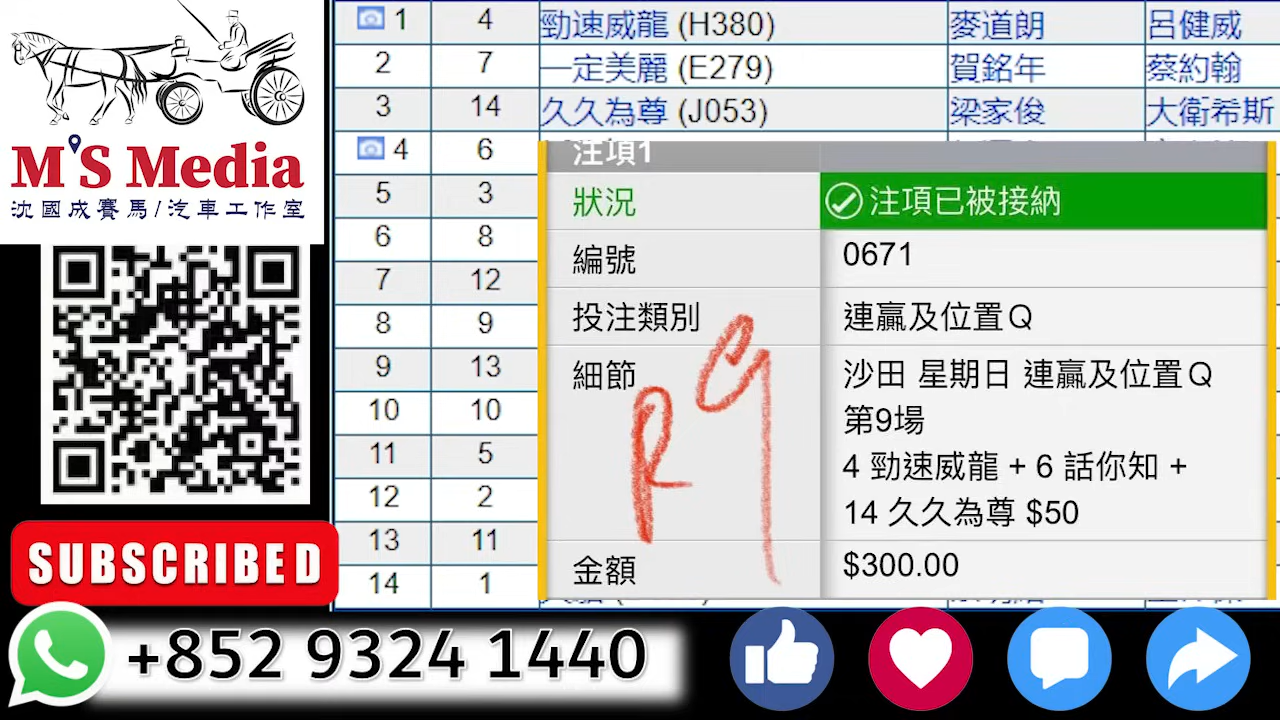 M'S Media
沈國成賽馬/汽車工作室
SUBSCRIBED
+852 9324 1440
1 4 勁速威龍 (H380) 麥道朗 呂健威
2 7 一定美麗 (E279) 賀銘年 蔡約翰
3 14 久久為尊 (J053) 梁家俊 大衛希斯
4 6
5 3
6 8
7 12
8 9
9 13
10 10
11 5
12 2
13 11
14 1
注項1
狀況 注項已被接納
編號 0671
投注類別 連贏及位置Q
細節 沙田 星期日 連贏及位置Q
第9場
4 勁速威龍 + 6 話你知 +
14 久久為尊 $50
金額 $300.00
R9